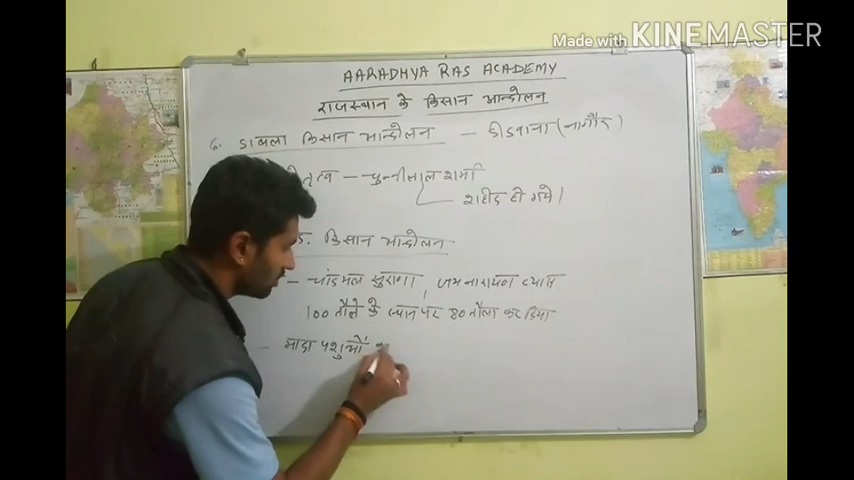 Made with KINEMASTER
AARADHYA RAS ACADEMY
राजस्थान के किसान आन्दोलन
6. डाबला किसान आन्दोलन — डीडवाना (नागौर)
— चुन्नीलाल शर्मा
शहीद हो गये।
किसान आन्दोलन
— चांदमल सुराणा, जयनारायण व्यास
100 तौले के स्थान पर 80 तौला कर दिया
— मादा पशुओं